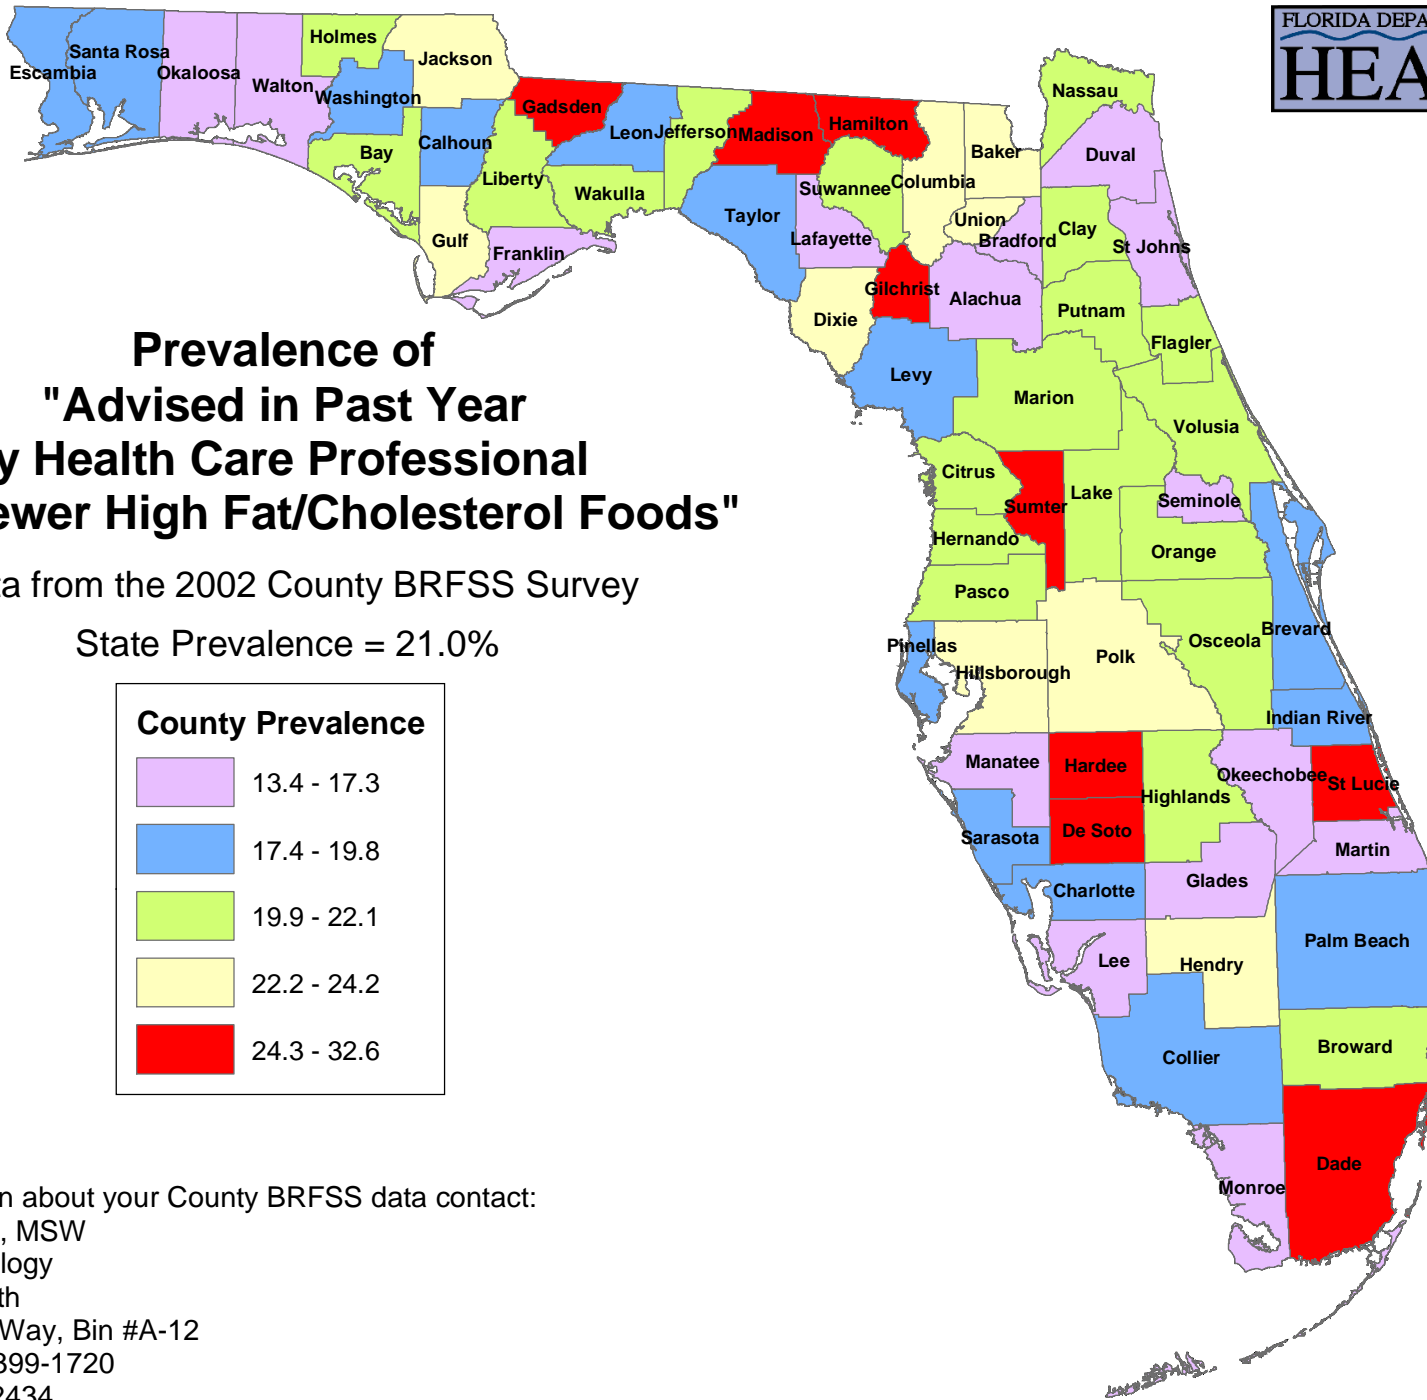 FLORIDA DEPA
HEA
Holmes
Jackson
Santa Rosa
Escambia
Okaloosa
Walton
Washington
Nassau
Gadsden
Hamilton
Leon
Jefferson
Madison
Calhoun
Bay
Baker
Duval
Liberty
Suwannee
Columbia
Wakulla
Taylor
Union
Clay
Bradford
Lafayette
St Johns
Gulf
Franklin
Gilchrist
Alachua
Putnam
Dixie
Flagler
Levy
Marion
Volusia
Citrus
Lake
Seminole
Sumter
Hernando
Orange
Pasco
Brevard
Osceola
Pinellas
Polk
Hillsborough
Indian River
Manatee
Hardee
Okeechobee
St Lucie
Highlands
De Soto
Sarasota
Martin
Glades
Charlotte
Palm Beach
Lee
Hendry
Broward
Collier
Dade
Monroe
Prevalence of
"Advised in Past Year
y Health Care Professional
ewer High Fat/Cholesterol Foods"
ta from the 2002 County BRFSS Survey
State Prevalence = 21.0%
County Prevalence
13.4 - 17.3
17.4 - 19.8
19.9 - 22.1
22.2 - 24.2
24.3 - 32.6
n about your County BRFSS data contact:
, MSW
logy
th
Way, Bin #A-12
399-1720
2434